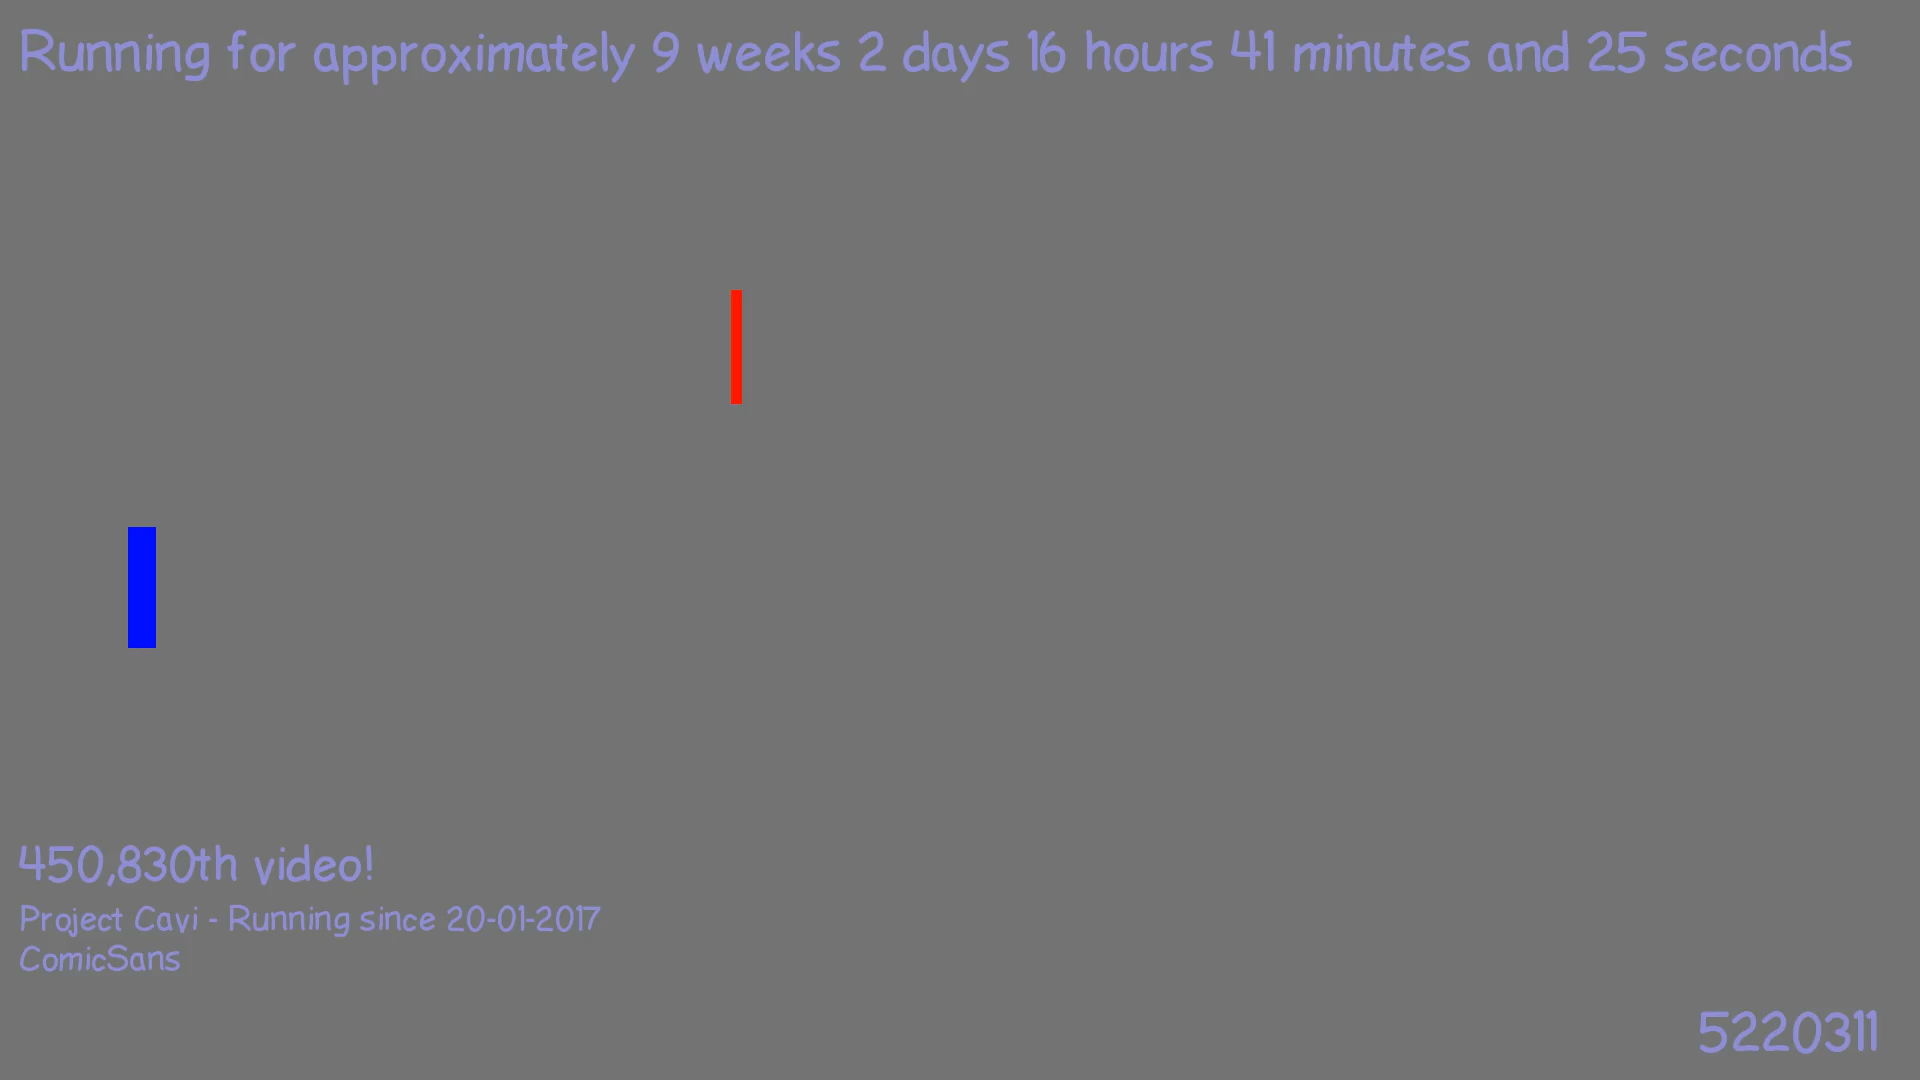 Running for approximately 9 weeks 2 days 16 hours 41 minutes and 25 seconds
450,830th video!
Project Cavi - Running since 20-01-2017
ComicSans
5220311